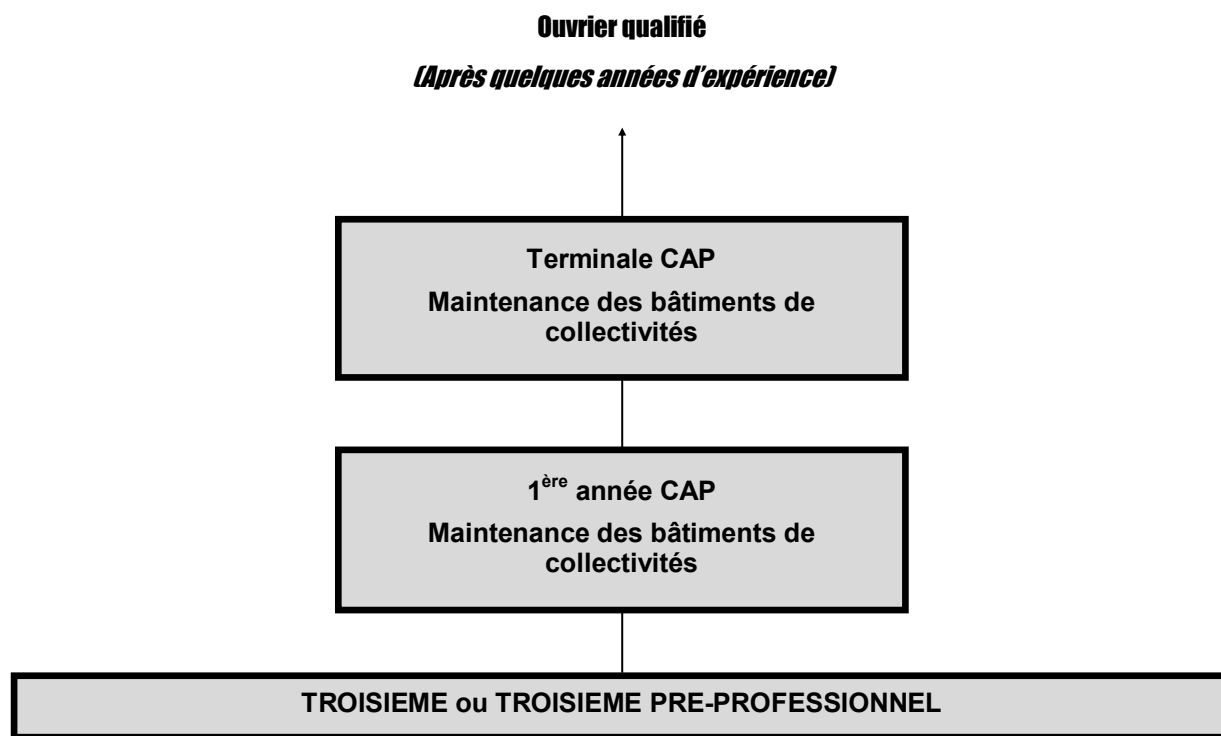 Ouvrier qualifié
(Après quelques années d'expérience)
Terminale CAP
Maintenance des bâtiments de
collectivités
1ère année CAP
Maintenance des bâtiments de
collectivités
TROISIEME ou TROISIEME PRE-PROFESSIONNEL